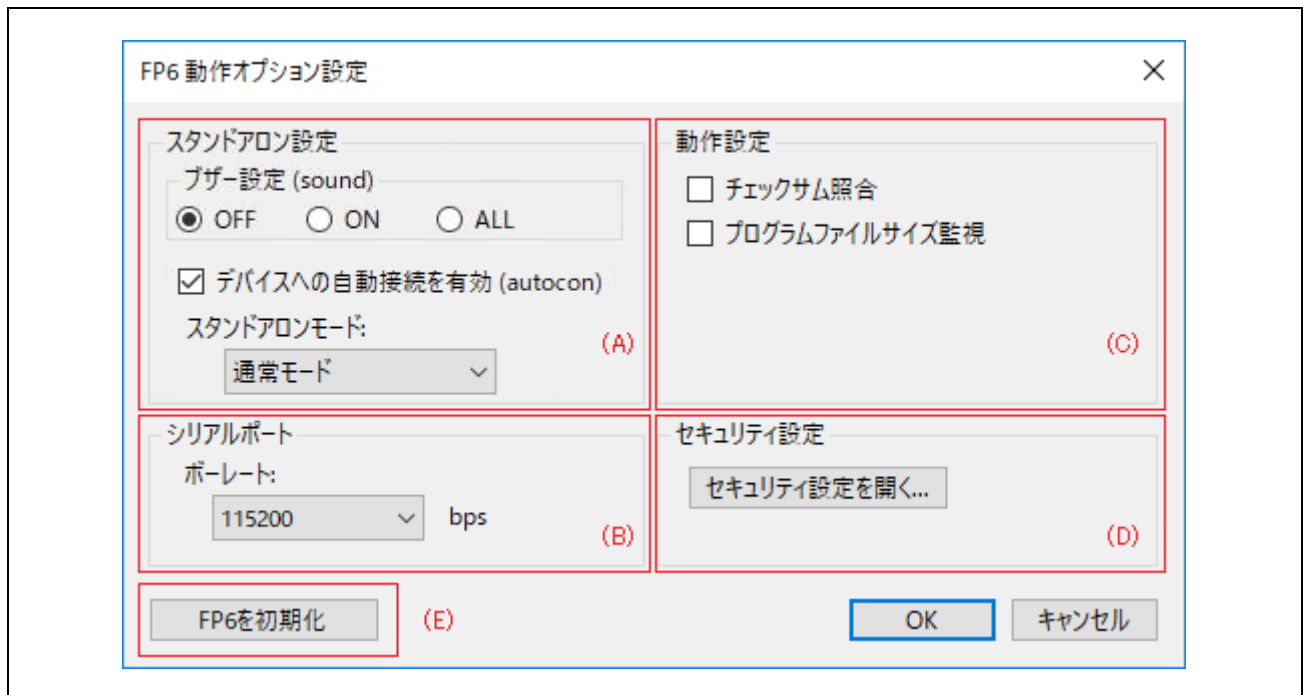 FP6 動作オプション設定
スタンドアロン設定
ブザー設定 (sound)
OFF ON ALL
デバイスへの自動接続を有効 (autocon)
スタンドアロンモード:
通常モード
(A)
動作設定
チェックサム照合
プログラムファイルサイズ監視
(C)
シリアルポート
ボーレート:
115200 bps
(B)
セキュリティ設定
セキュリティ設定を開く...
(D)
FP6を初期化
(E)
OK
キャンセル